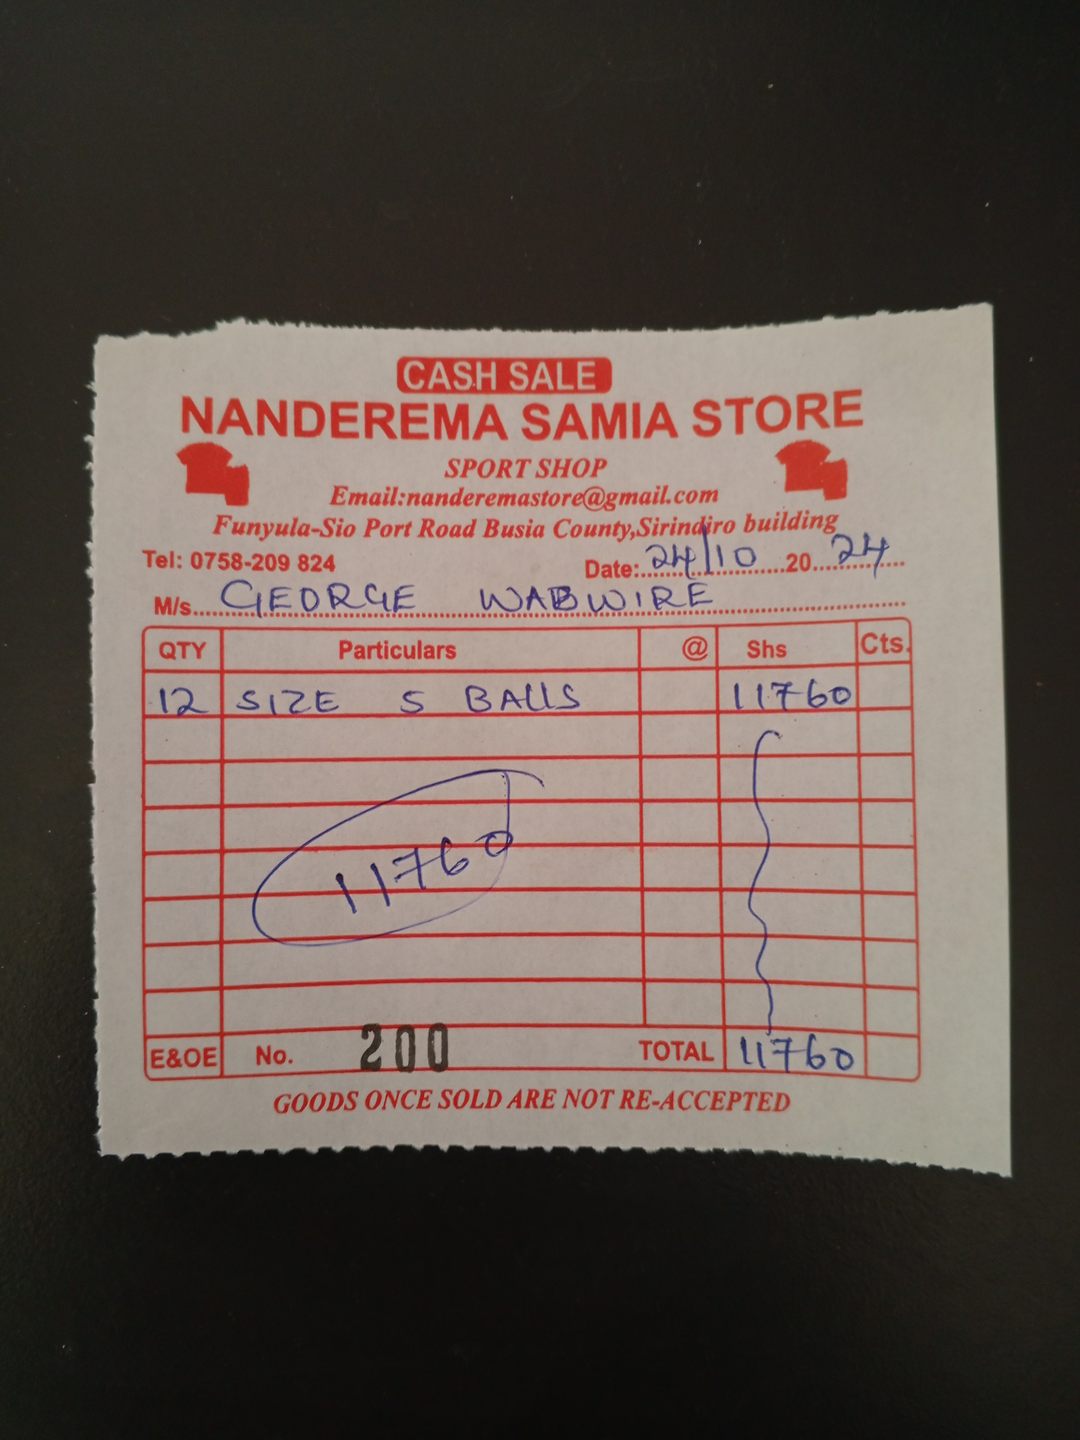 CASH SALE
NANDEREMA SAMIA STORE
SPORT SHOP
Email:nanderemastore@gmail.com
Funyula-Sio Port Road Busia County,Sirindiro building
Tel: 0758-209 824 Date: 24/10 20 24
M/s GEORGE WABWIRE
QTY Particulars @ Shs Cts.
12 SIZE 5 BALLS 11760
11760
E&OE No. 200 TOTAL 11760
GOODS ONCE SOLD ARE NOT RE-ACCEPTED